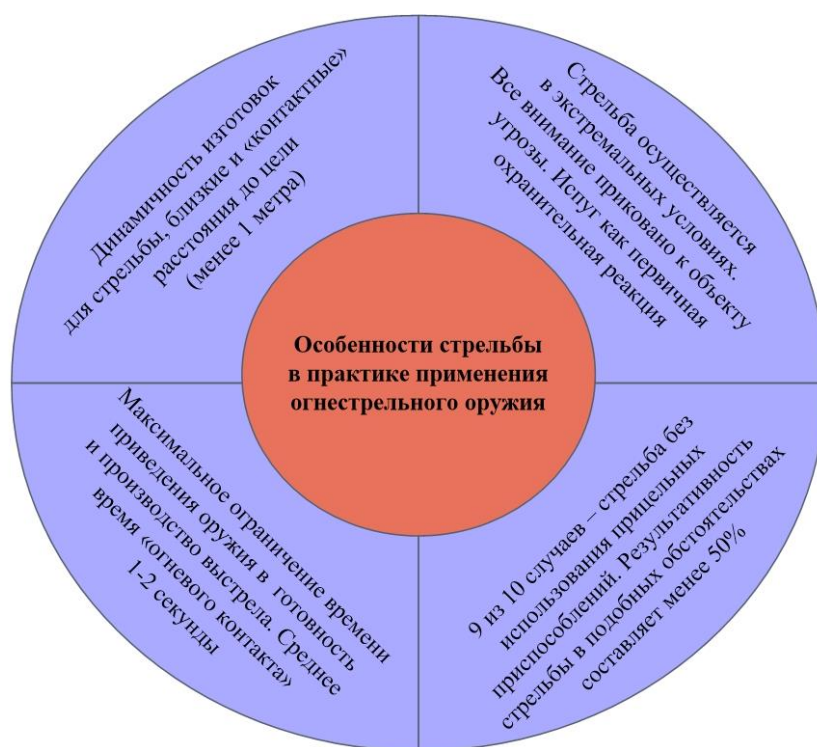 Динамичность изготовок
для стрельбы, близкие и «контактные»
расстояния до цели
(менее 1 метра)
Стрельба осуществляется
в экстремальных условиях.
Все внимание приковано к объекту
угрозы. Испуг как первичная
охранительная реакция
Особенности стрельбы
в практике применения
огнестрельного оружия
Максимальное ограничение времени
приведения оружия в готовность
и производство выстрела. Среднее
время «огневого контакта»
1-2 секунды
9 из 10 случаев – стрельба без
использования прицельных
приспособлений. Результативность
стрельбы в подобных обстоятельствах
составляет менее 50%